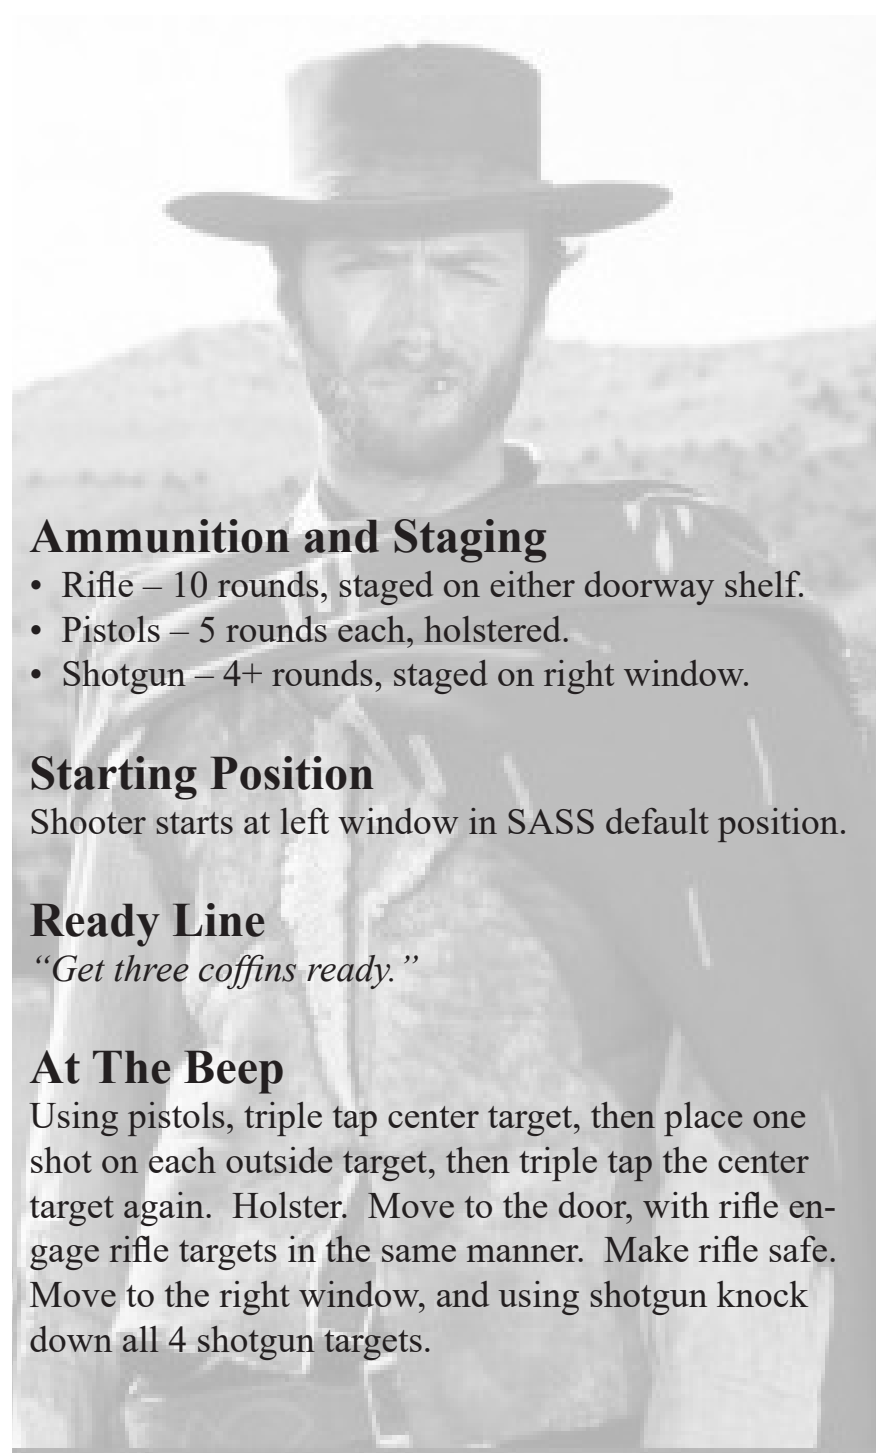 Ammunition and Staging
• Rifle – 10 rounds, staged on either doorway shelf.
• Pistols – 5 rounds each, holstered.
• Shotgun – 4+ rounds, staged on right window.
Starting Position
Shooter starts at left window in SASS default position.
Ready Line
“Get three coffins ready.”
At The Beep
Using pistols, triple tap center target, then place one
shot on each outside target, then triple tap the center
target again.  Holster.  Move to the door, with rifle en-
gage rifle targets in the same manner.  Make rifle safe.
Move to the right window, and using shotgun knock
down all 4 shotgun targets.